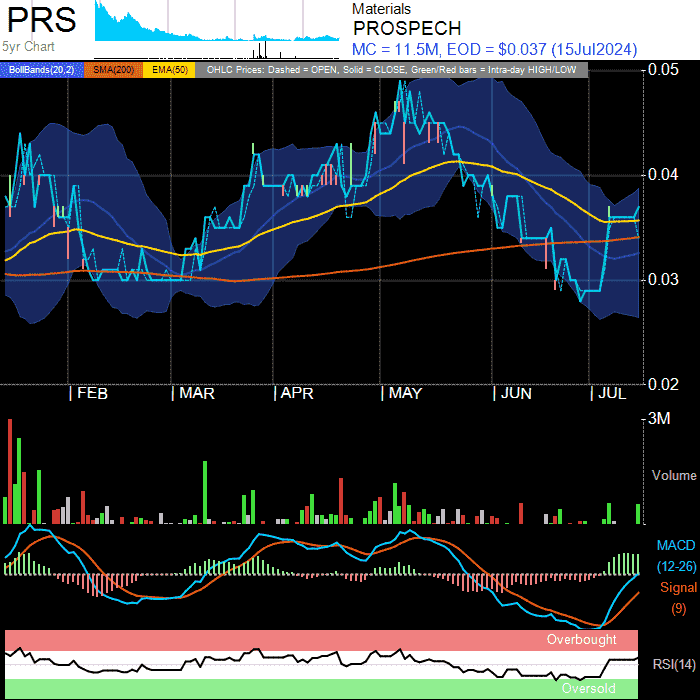 PRS
5yr Chart
Materials
PROSPECH
MC = 11.5M, EOD = $0.037 (15Jul2024)
BollBands(20,2) SMA(200) EMA(50) OHLC Prices: Dashed = OPEN, Solid = CLOSE, Green/Red bars = Intra-day HIGH/LOW
0.05
0.04
0.03
0.02
FEB MAR APR MAY JUN JUL
3M
Volume
MACD
(12-26)
Signal
(9)
Overbought
RSI(14)
Oversold